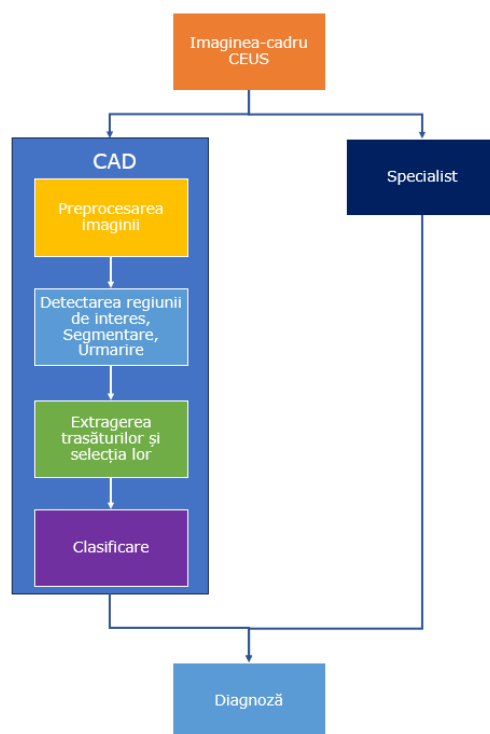 Imaginea-cadru
CEUS
CAD
Preprocesarea
imaginii
Detectarea regiunii
de interes,
Segmentare,
Urmarire
Extragerea
trasăturilor și
selecția lor
Clasificare
Specialist
Diagnoză